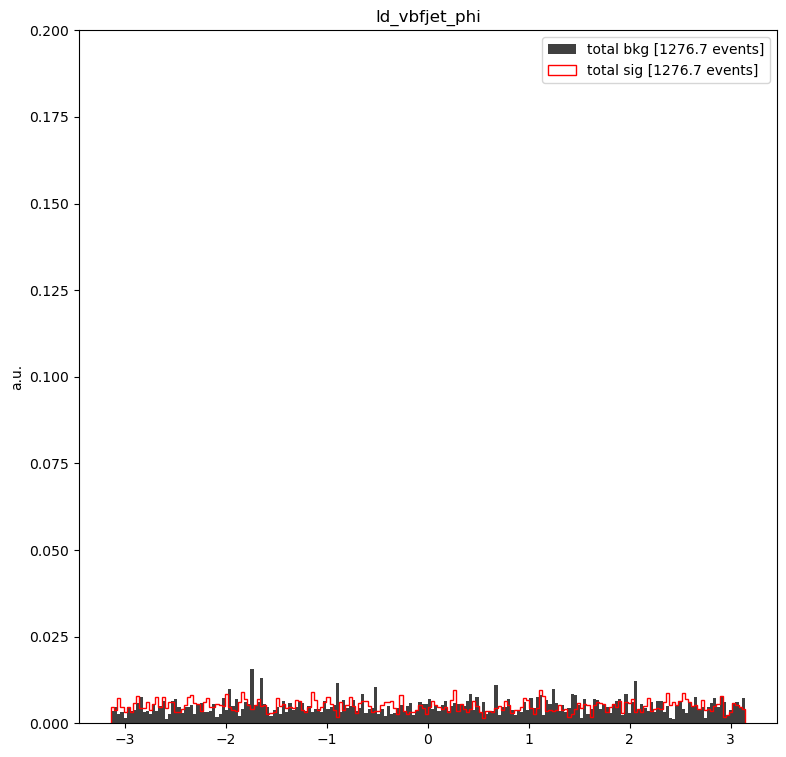 ld_vbfjet_phi
total bkg [1276.7 events]
total sig [1276.7 events]
a.u.
0.200
0.175
0.150
0.125
0.100
0.075
0.050
0.025
0.000
−3 −2 −1 0 1 2 3